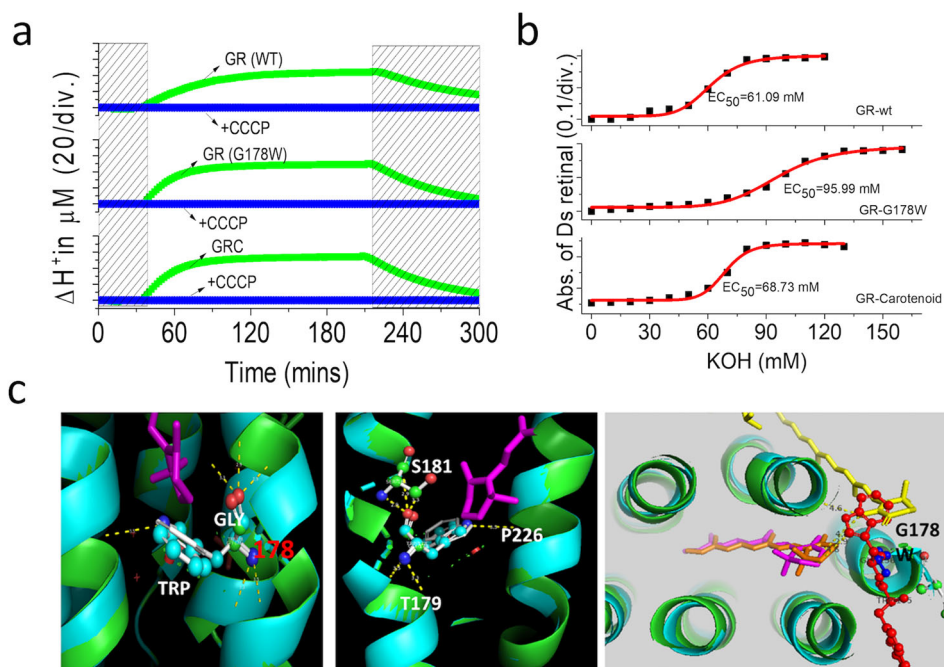 a
ΔH⁺in μM (20/div.)
GR (WT)
+CCCP
GR (G178W)
+CCCP
GRC
+CCCP
0 60 120 180 240 300
Time (mins)
b
Abs. of Ds retinal (0.1/div.)
EC₅₀=61.09 mM
GR-wt
EC₅₀=95.99 mM
GR-G178W
EC₅₀=68.73 mM
GR-Carotenoid
0 30 60 90 120 150
KOH (mM)
c
GLY
178
TRP
S181
P226
T179
4.6
G178
W